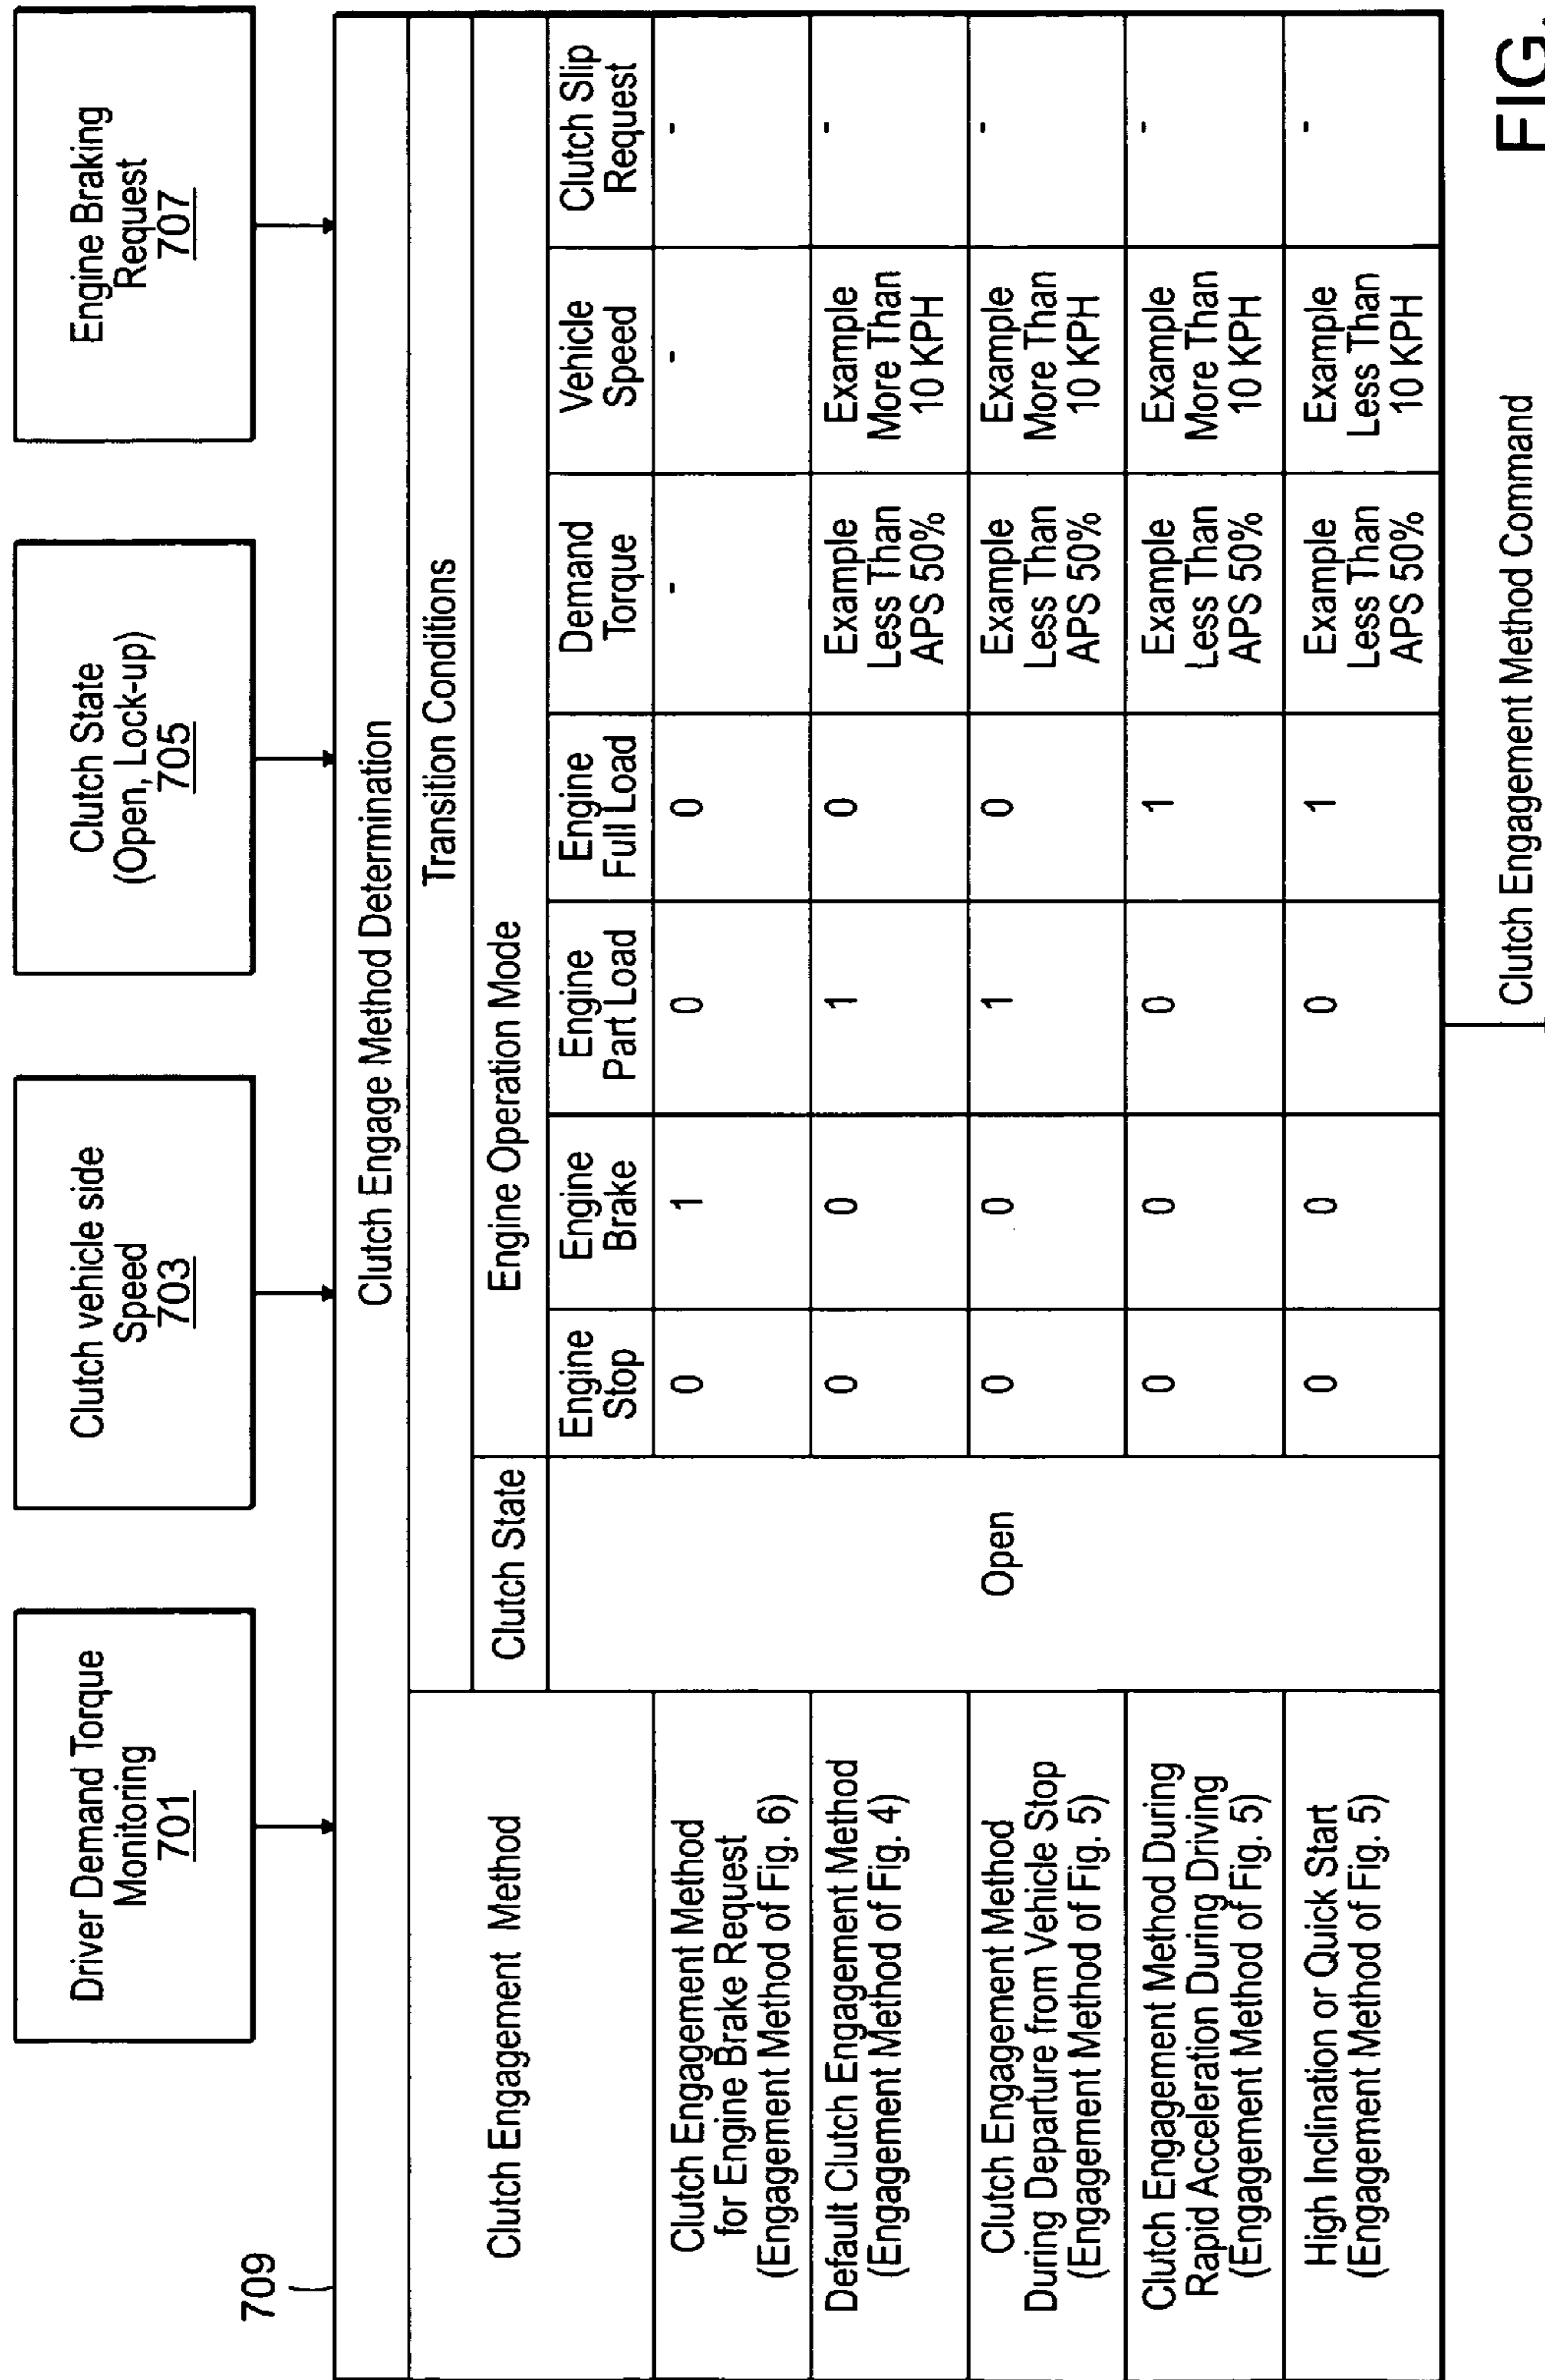 Driver Demand Torque
Monitoring
701
Clutch vehicle side
Speed
703
Clutch State
(Open, Lock-up)
705
Engine Braking
Request
707
709
Clutch Engage Method Determination
Clutch Engagement Method
Transition Conditions
Clutch State
Engine Operation Mode
Engine
Stop
Engine
Brake
Engine
Part Load
Engine
Full Load
Demand
Torque
Vehicle
Speed
Clutch Slip
Request
Clutch Engagement Method
for Engine Brake Request
(Engagement Method of Fig. 6)
Open
0
1
0
0
-
-
-
Default Clutch Engagement Method
(Engagement Method of Fig. 4)
0
0
1
0
Example
Less Than
APS 50%
Example
More Than
10 KPH
-
Clutch Engagement Method
During Departure from Vehicle Stop
(Engagement Method of Fig. 5)
0
0
1
0
Example
Less Than
APS 50%
Example
More Than
10 KPH
-
Clutch Engagement Method During
Rapid Acceleration During Driving
(Engagement Method of Fig. 5)
0
0
0
1
Example
Less Than
APS 50%
Example
More Than
10 KPH
-
High Inclination or Quick Start
(Engagement Method of Fig. 5)
0
0
0
1
Example
Less Than
APS 50%
Example
Less Than
10 KPH
-
Clutch Engagement Method Command
FIG.